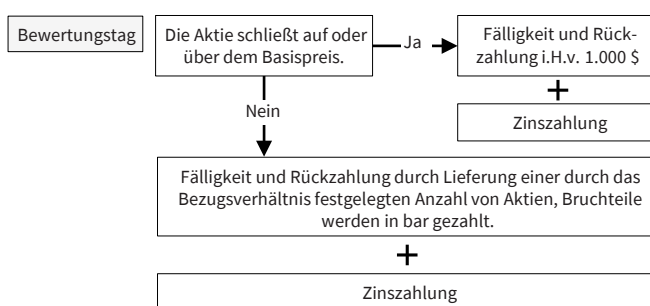 Bewertungstag
Die Aktie schließt auf oder
über dem Basispreis.
Ja
Fälligkeit und Rück-
zahlung i.H.v. 1.000 $
+
Zinszahlung
Nein
Fälligkeit und Rückzahlung durch Lieferung einer durch das
Bezugsverhältnis festgelegten Anzahl von Aktien, Bruchteile
werden in bar gezahlt.
+
Zinszahlung